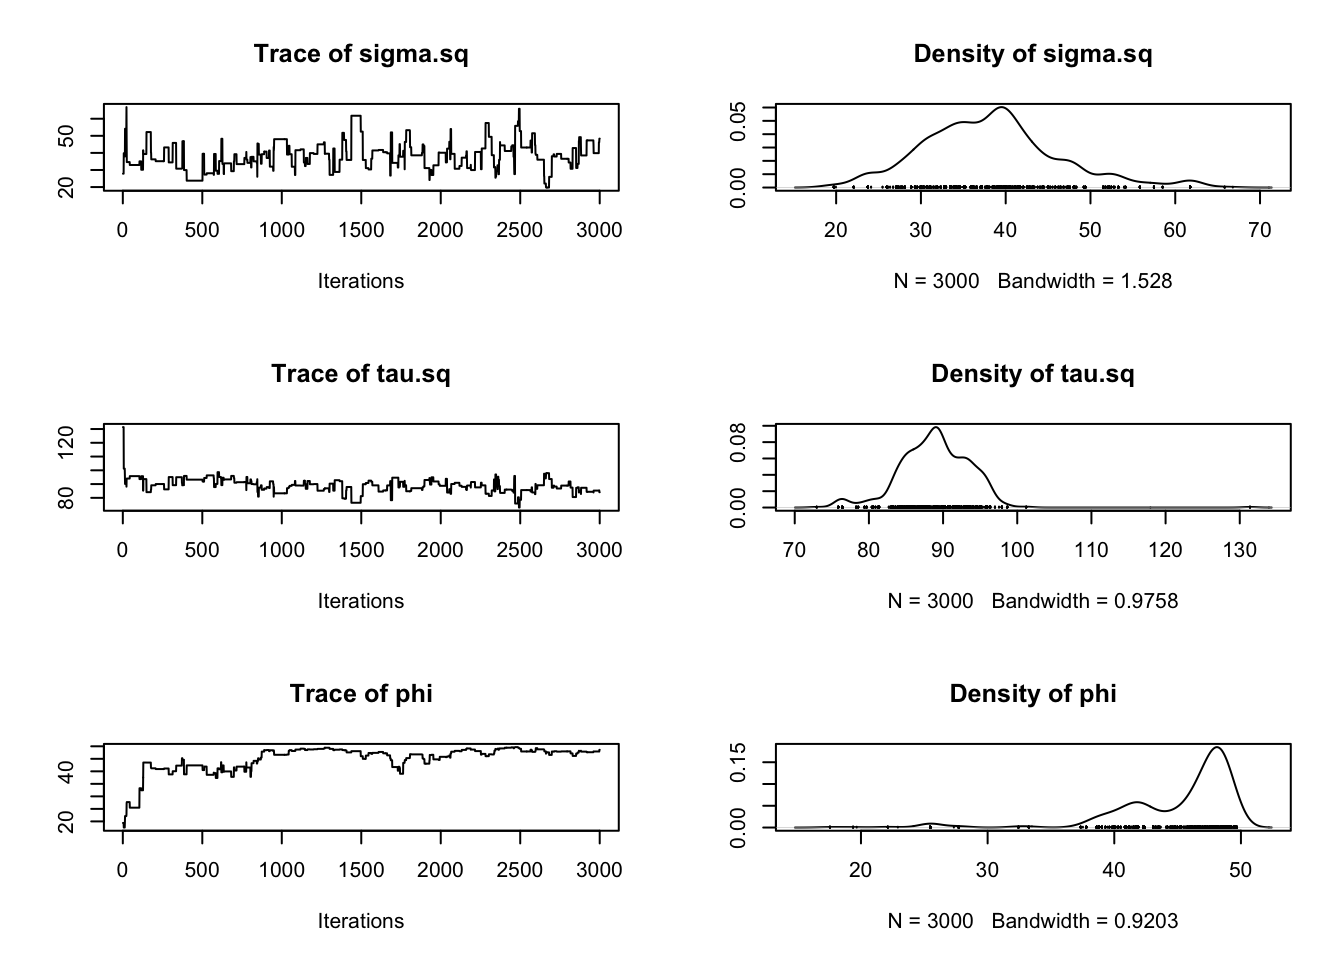 Trace of sigma.sq
20 50
0 500 1000 1500 2000 2500 3000
Iterations
Density of sigma.sq
0.00 0.05
20 30 40 50 60 70
N = 3000 Bandwidth = 1.528
Trace of tau.sq
80 120
0 500 1000 1500 2000 2500 3000
Iterations
Density of tau.sq
0.00 0.08
70 80 90 100 110 120 130
N = 3000 Bandwidth = 0.9758
Trace of phi
20 40
0 500 1000 1500 2000 2500 3000
Iterations
Density of phi
0.00 0.15
20 30 40 50
N = 3000 Bandwidth = 0.9203